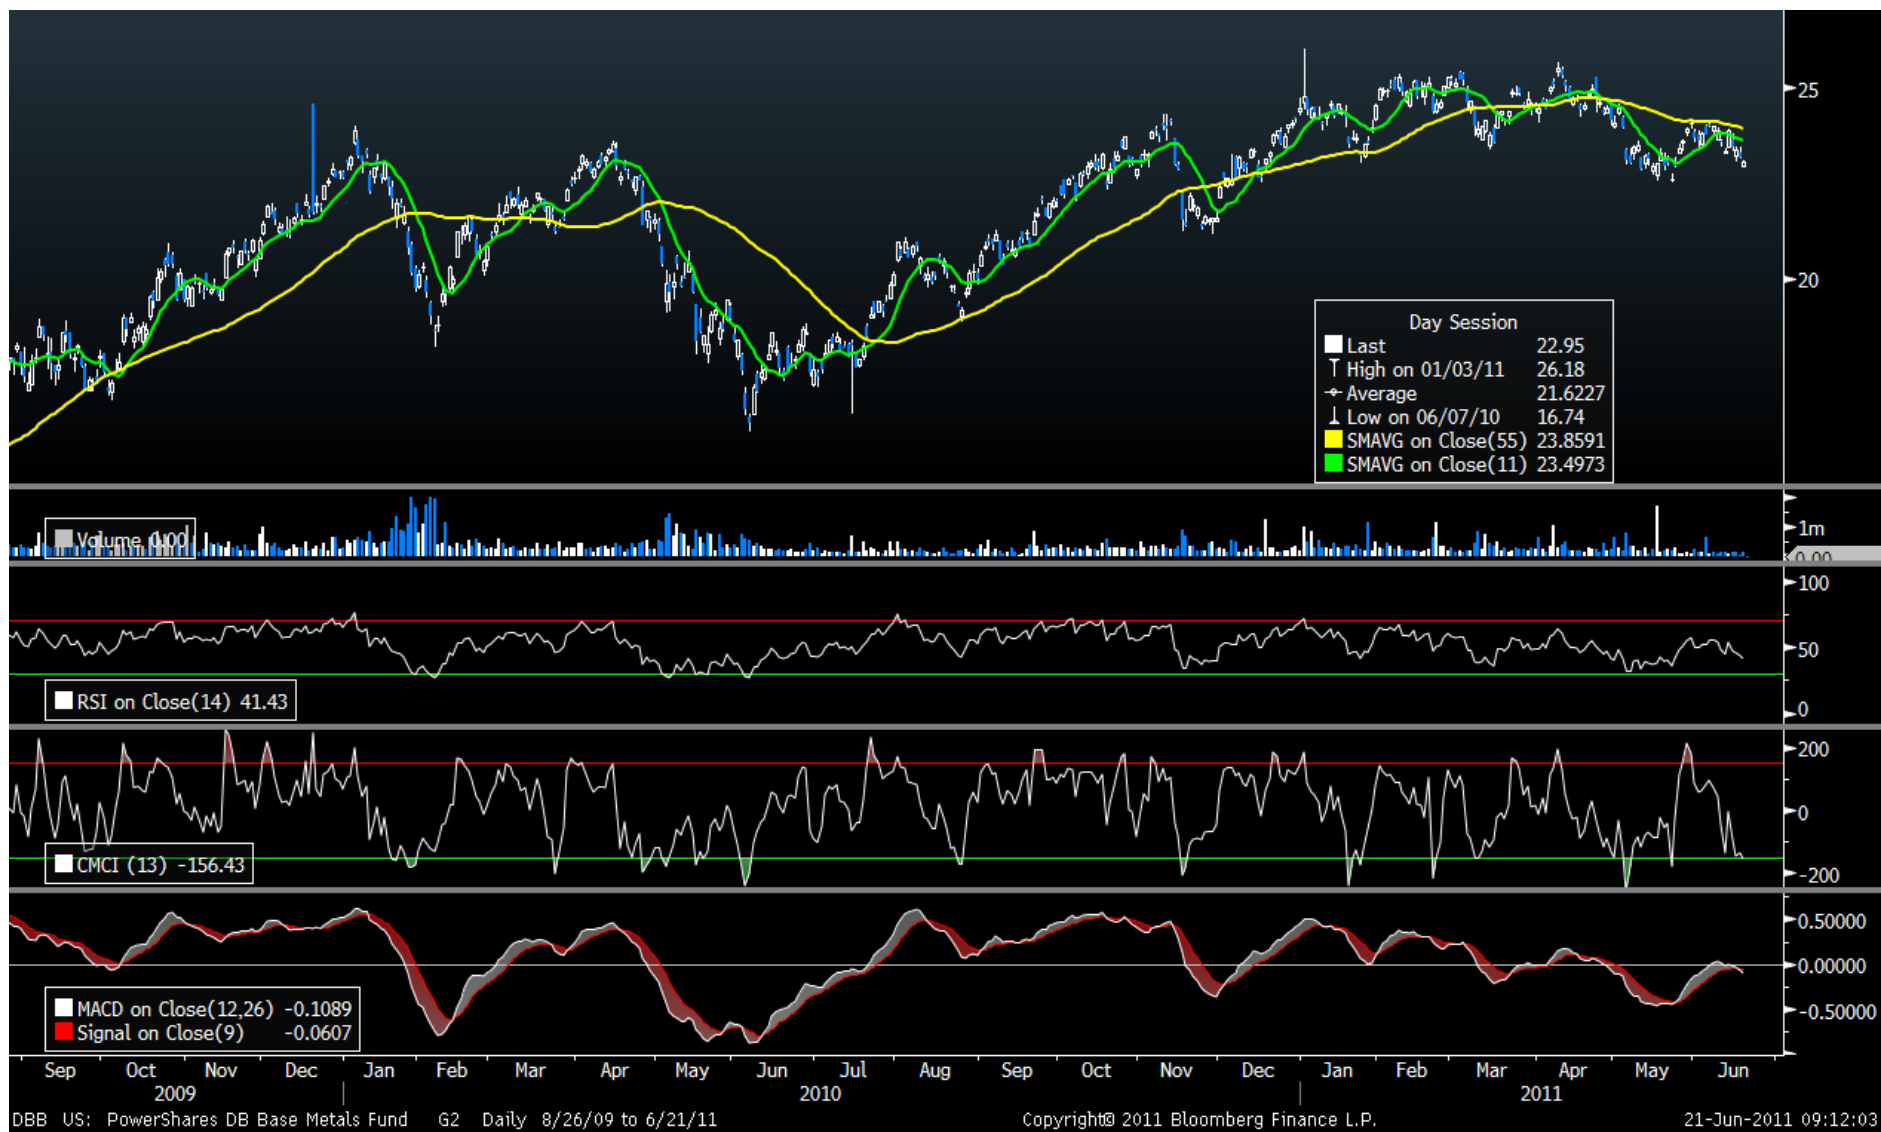 25
20
Day Session
Last 22.95
High on 01/03/11 26.18
Average 21.6227
Low on 06/07/10 16.74
SMAVG on Close(55) 23.8591
SMAVG on Close(11) 23.4973
Volume 0.00
1m
0.00
100
50
0
RSI on Close(14) 41.43
200
0
-200
CMCI (13) -156.43
0.50000
0.00000
-0.50000
MACD on Close(12,26) -0.1089
Signal on Close(9) -0.0607
Sep Oct Nov Dec Jan Feb Mar Apr May Jun Jul Aug Sep Oct Nov Dec Jan Feb Mar Apr May Jun
2009 2010 2011
DBB US: PowerShares DB Base Metals Fund G2 Daily 8/26/09 to 6/21/11 Copyright© 2011 Bloomberg Finance L.P. 21-Jun-2011 09:12:03